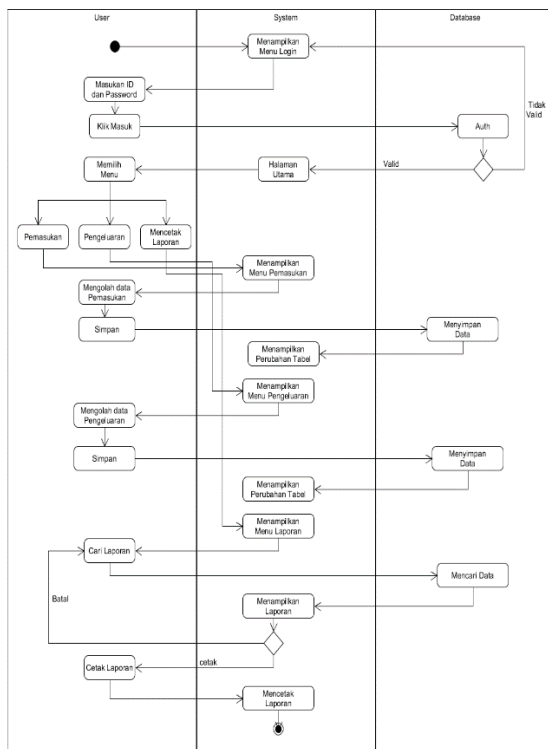 User
System
Database
Menampilkan
Menu Login
Masukan ID
dan Password
Tidak
Valid
Klik Masuk
Auth
Memilih
Menu
Halaman
Utama
Valid
Pemasukan
Pengeluaran
Mencetak
Laporan
Menampilkan
Menu Pemasukan
Mengolah data
Pemasukan
Simpan
Menyimpan
Data
Menampilkan
Perubahan Tabel
Menampilkan
Menu Pengeluaran
Mengolah data
Pengeluaran
Simpan
Menyimpan
Data
Menampilkan
Perubahan Tabel
Menampilkan
Menu Laporan
Cari Laporan
Mencari Data
Batal
Menampilkan
Laporan
cetak
Cetak Laporan
Mencetak
Laporan